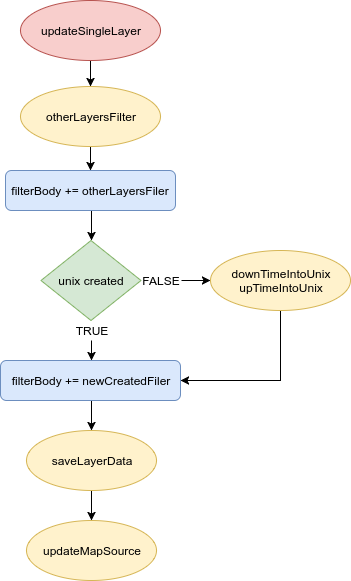 updateSingleLayer
otherLayersFilter
filterBody += otherLayersFiler
unix created
FALSE
downTimeIntoUnix
upTimeIntoUnix
TRUE
filterBody += newCreatedFiler
saveLayerData
updateMapSource